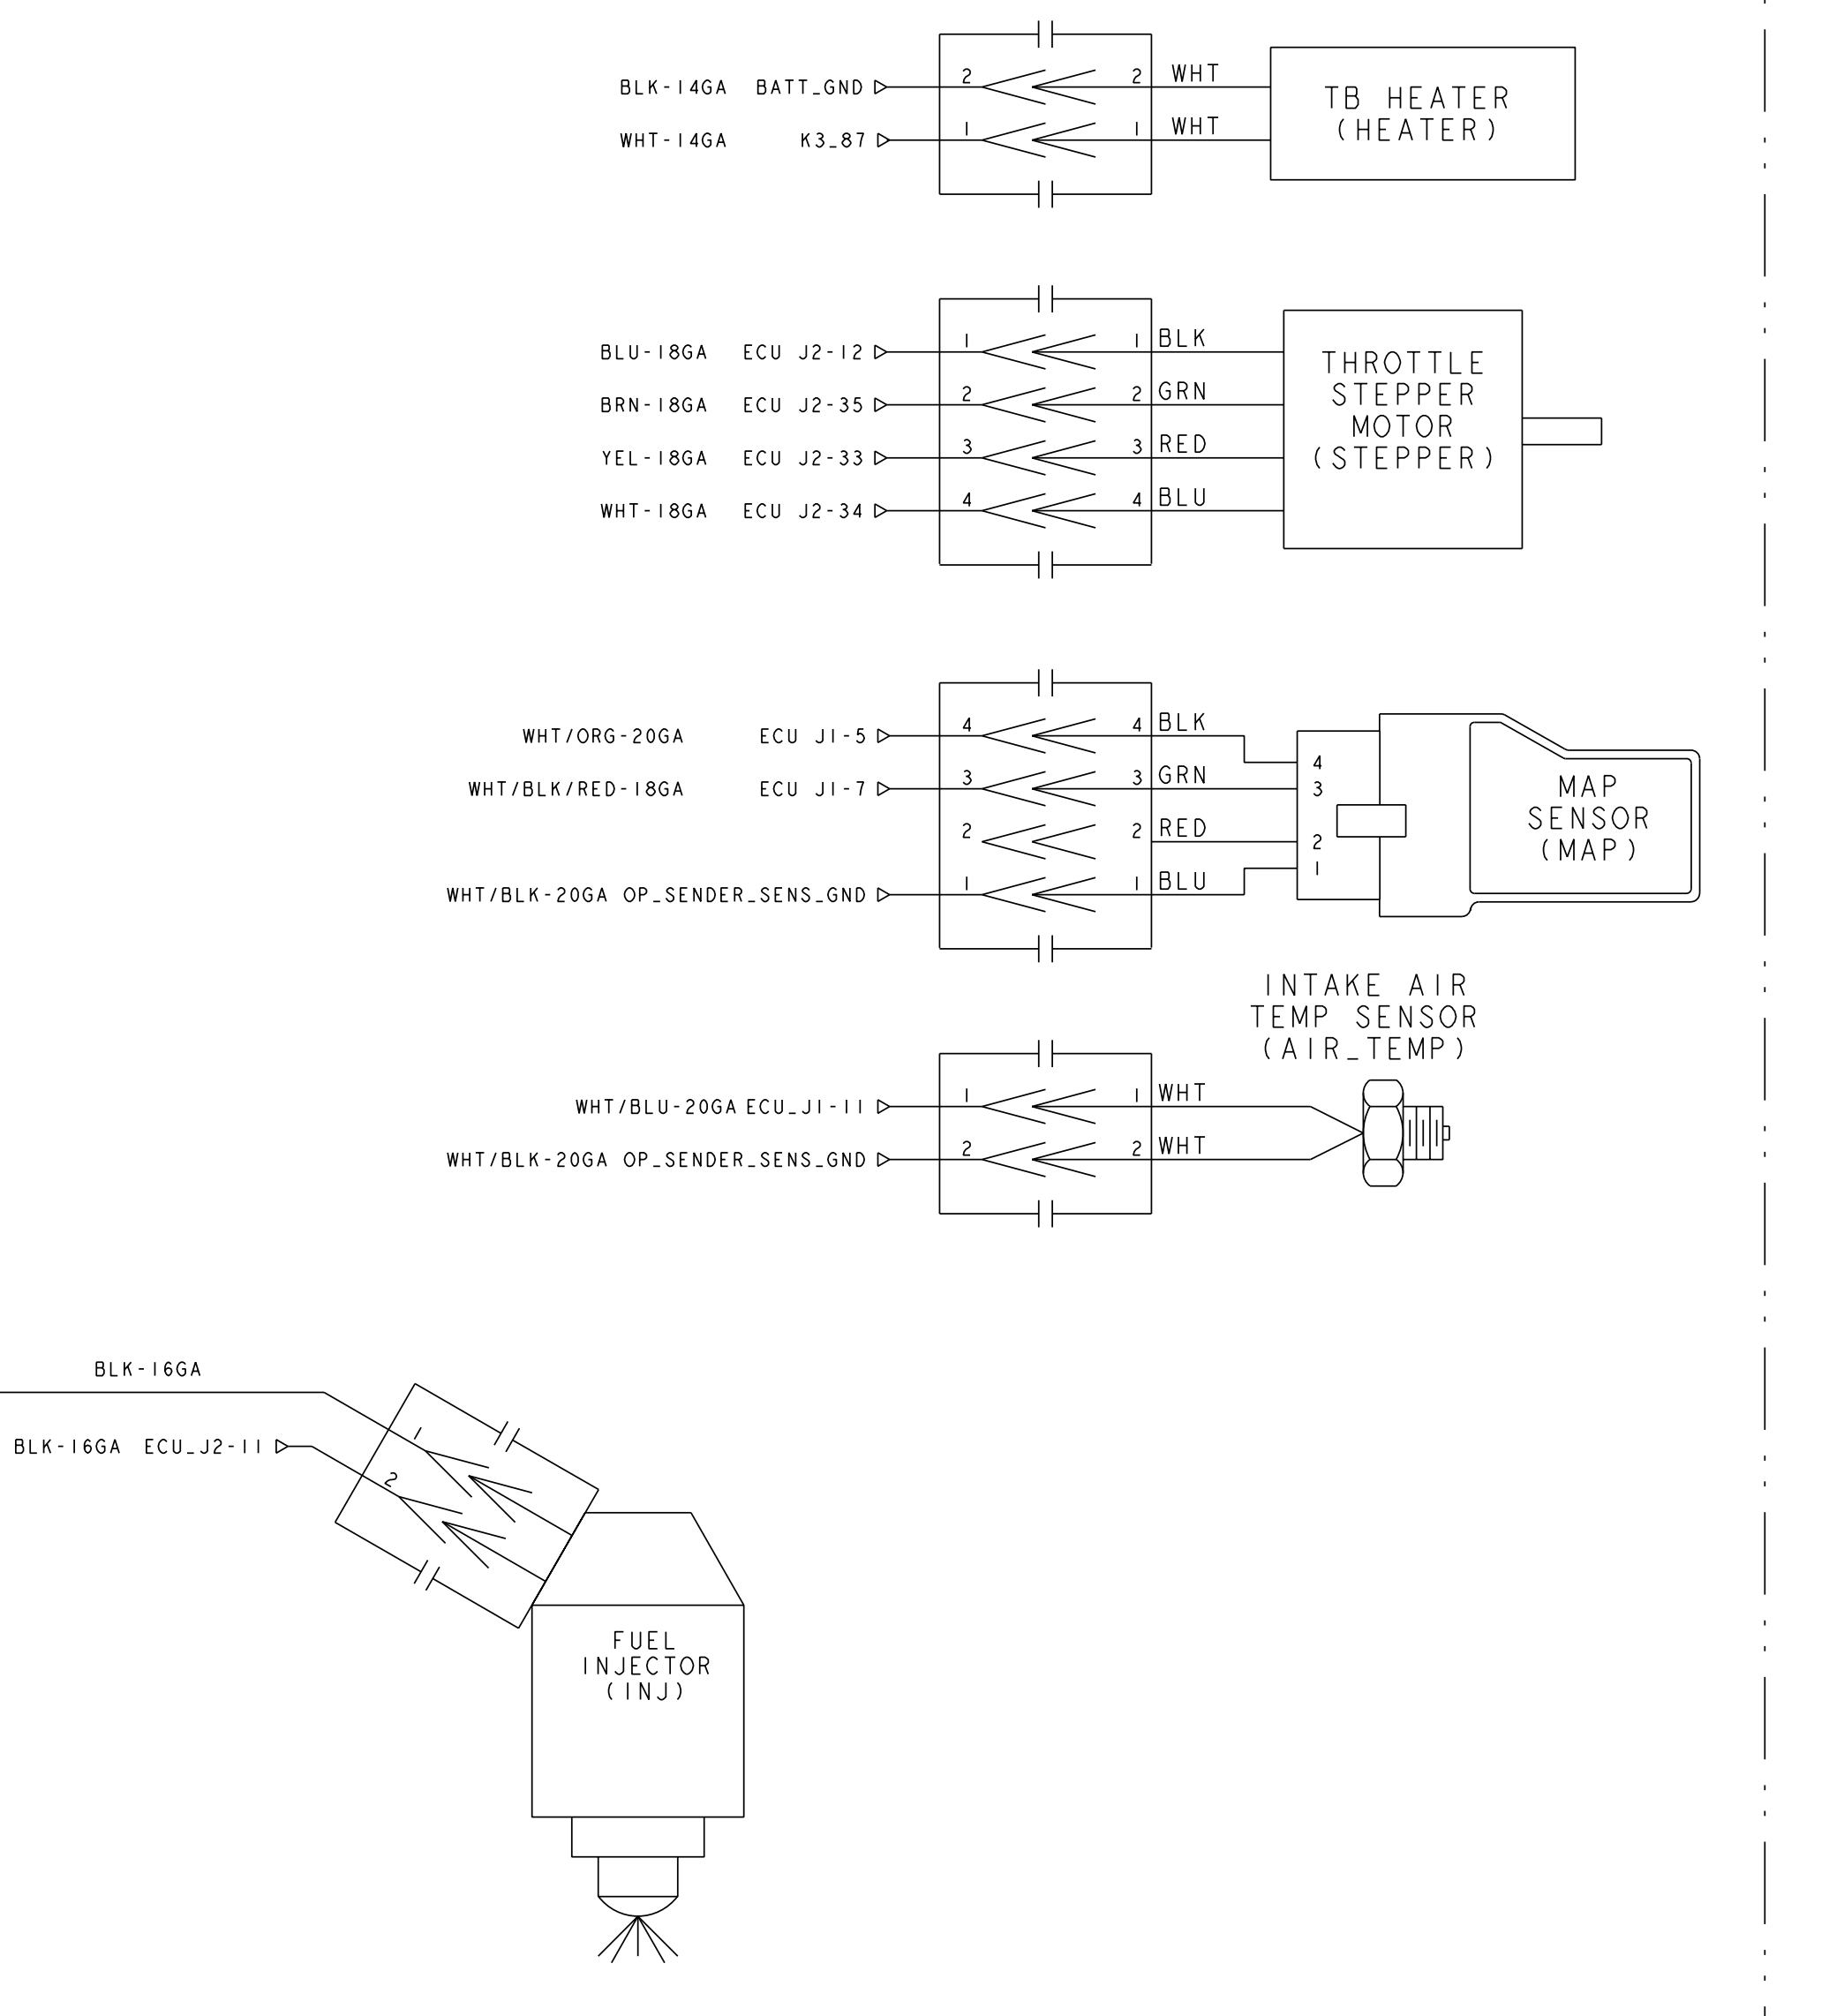 2 2 WHT
BLK-14GA BATT_GND
TB HEATER
1 1 WHT
(HEATER)
WHT-14GA K3_87
1 1 BLK
BLU-18GA ECU J2-12
THROTTLE
2 2 GRN
STEPPER
BRN-18GA ECU J2-35
MOTOR
3 3 RED
YEL-18GA ECU J2-33
(STEPPER)
4 4 BLU
WHT-18GA ECU J2-34
4 4 BLK
WHT/ORG-20GA ECU J1-5
4
3 3 GRN
WHT/BLK/RED-18GA ECU J1-7
3
MAP
SENSOR
(MAP)
2 2 RED
2
1
1 1 BLU
WHT/BLK-20GA OP_SENDER_SENS_GND
INTAKE AIR
TEMP SENSOR
(AIR_TEMP)
1 1 WHT
WHT/BLU-20GA ECU_J1-11
2 2 WHT
WHT/BLK-20GA OP_SENDER_SENS_GND
BLK-16GA
1
BLK-16GA ECU_J2-11
2
FUEL
INJECTOR
(INJ)